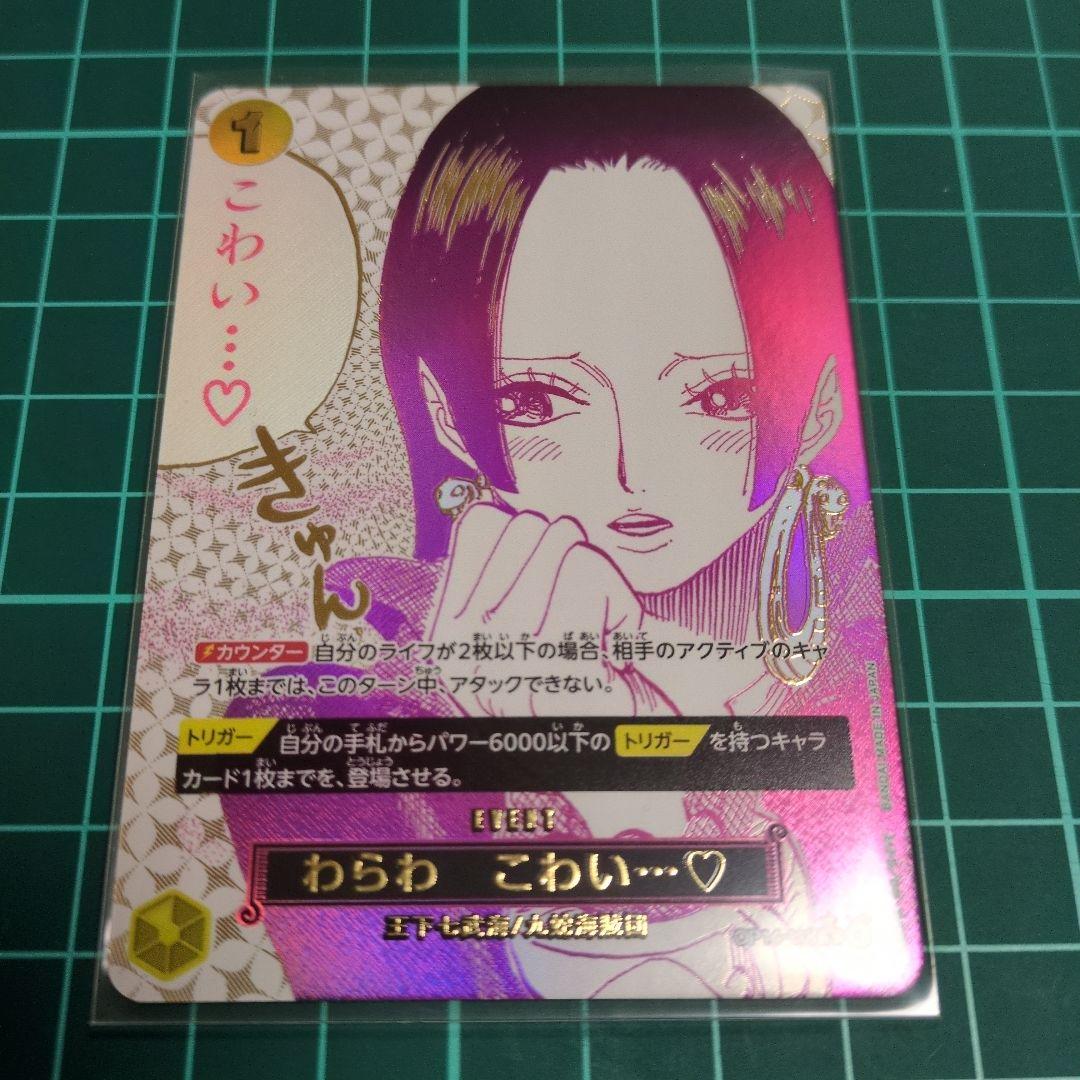 1
こわい…♡
きゅん
カウンター 自分のライフが2枚以下の場合、相手のアクティブのキャ
ラ1枚までは、このターン中、アタックできない。
トリガー 自分の手札からパワー6000以下の トリガー を持つキャラ
カード1枚までを、登場させる。
EVENT
わらわ こわい…♡
王下七武海/九蛇海賊団
BANDAI MADE IN JAPAN